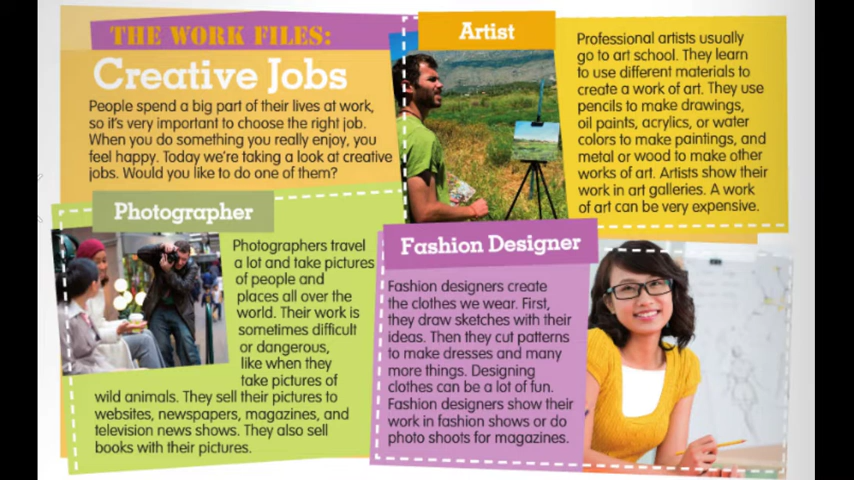 THE WORK FILES:
Creative Jobs
People spend a big part of their lives at work,
so it's very important to choose the right job.
When you do something you really enjoy, you
feel happy. Today we're taking a look at creative
jobs. Would you like to do one of them?
Artist
Professional artists usually
go to art school. They learn
to use different materials to
create a work of art. They use
pencils to make drawings,
oil paints, acrylics, or water
colors to make paintings, and
metal or wood to make other
works of art. Artists show their
work in art galleries. A work
of art can be very expensive.
Photographer
Photographers travel
a lot and take pictures
of people and
places all over the
world. Their work is
sometimes difficult
or dangerous,
like when they
take pictures of
wild animals. They sell their pictures to
websites, newspapers, magazines, and
television news shows. They also sell
books with their pictures.
Fashion Designer
Fashion designers create
the clothes we wear. First,
they draw sketches with their
ideas. Then they cut patterns
to make dresses and many
more things. Designing
clothes can be a lot of fun.
Fashion designers show their
work in fashion shows or do
photo shoots for magazines.